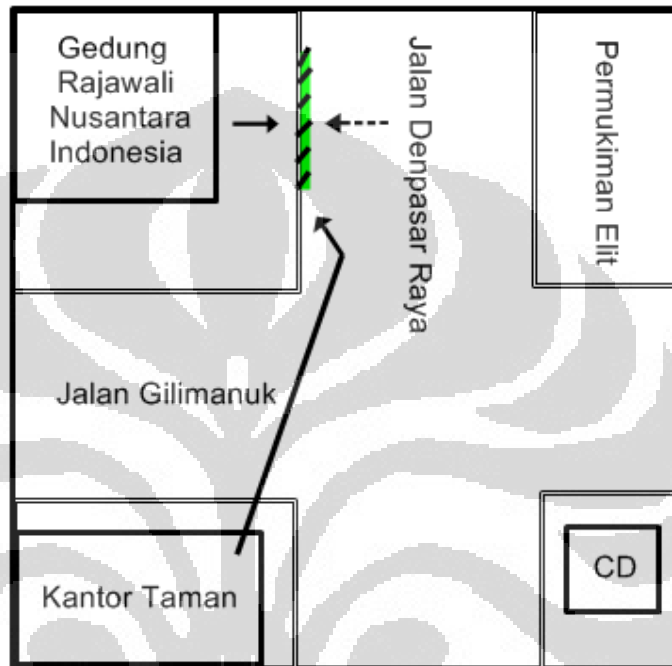 Gedung
Rajawali
Nusantara
Indonesia
Jalan Denpasar Raya
Permukiman Elit
Jalan Gilimanuk
Kantor Taman
CD